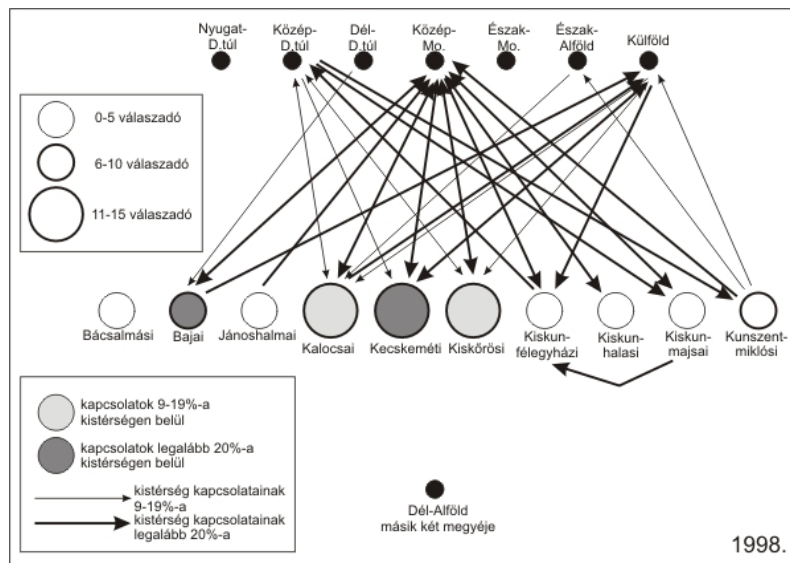 Nyugat-
D.túl
Közép-
D.túl
Dél-
D.túl
Közép-
Mo.
Észak-
Mo.
Észak-
Alföld
Külföld
0-5 válaszadó
6-10 válaszadó
11-15 válaszadó
Bácsalmási
Bajai
Jánoshalmai
Kalocsai
Kecskeméti
Kiskőrösi
Kiskun-
félegyházi
Kiskun-
halasi
Kiskun-
majsai
Kunszent-
miklósi
kapcsolatok 9-19%-a
kistérségen belül
kapcsolatok legalább 20%-a
kistérségen belül
kistérség kapcsolatainak
9-19%-a
kistérség kapcsolatainak
legalább 20%-a
Dél-Alföld
másik két megyéje
1998.